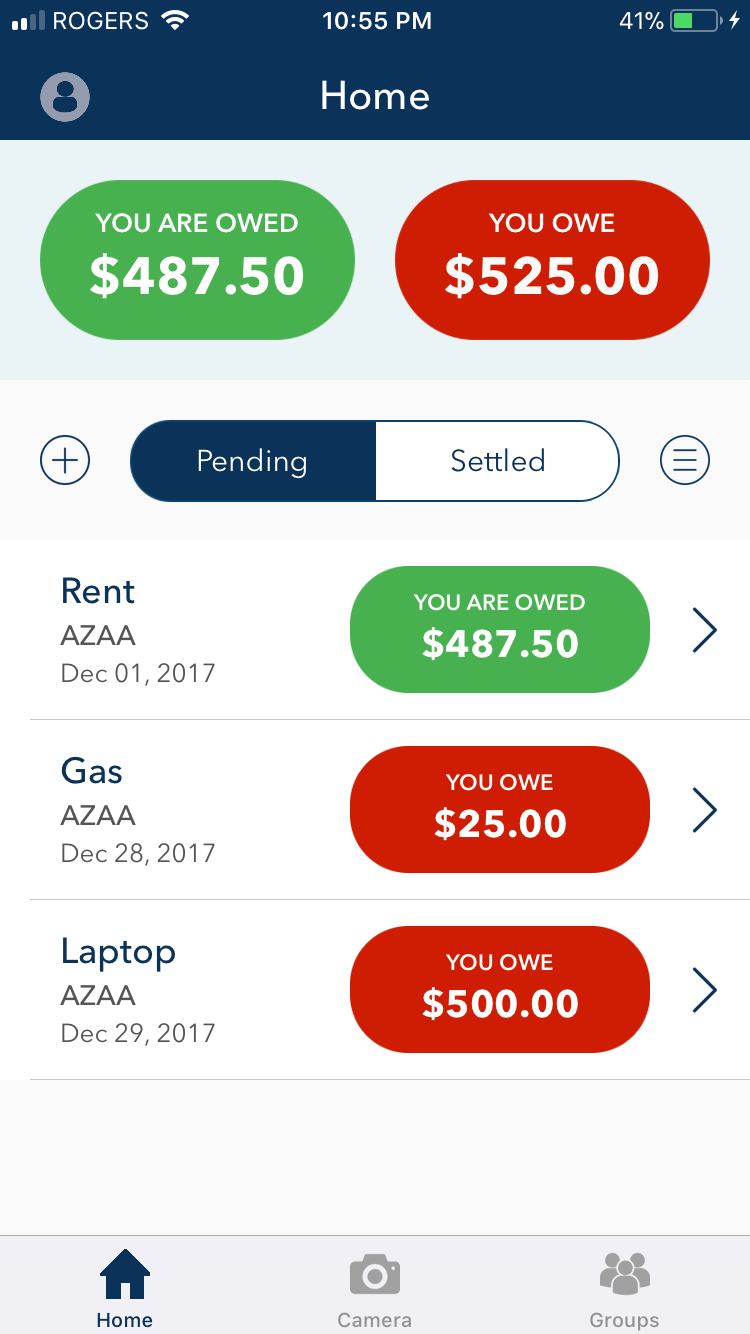 ROGERS 10:55 PM 41%
Home
YOU ARE OWED
$487.50
YOU OWE
$525.00
Pending Settled
Rent
AZAA
Dec 01, 2017
YOU ARE OWED
$487.50
Gas
AZAA
Dec 28, 2017
YOU OWE
$25.00
Laptop
AZAA
Dec 29, 2017
YOU OWE
$500.00
Home Camera Groups